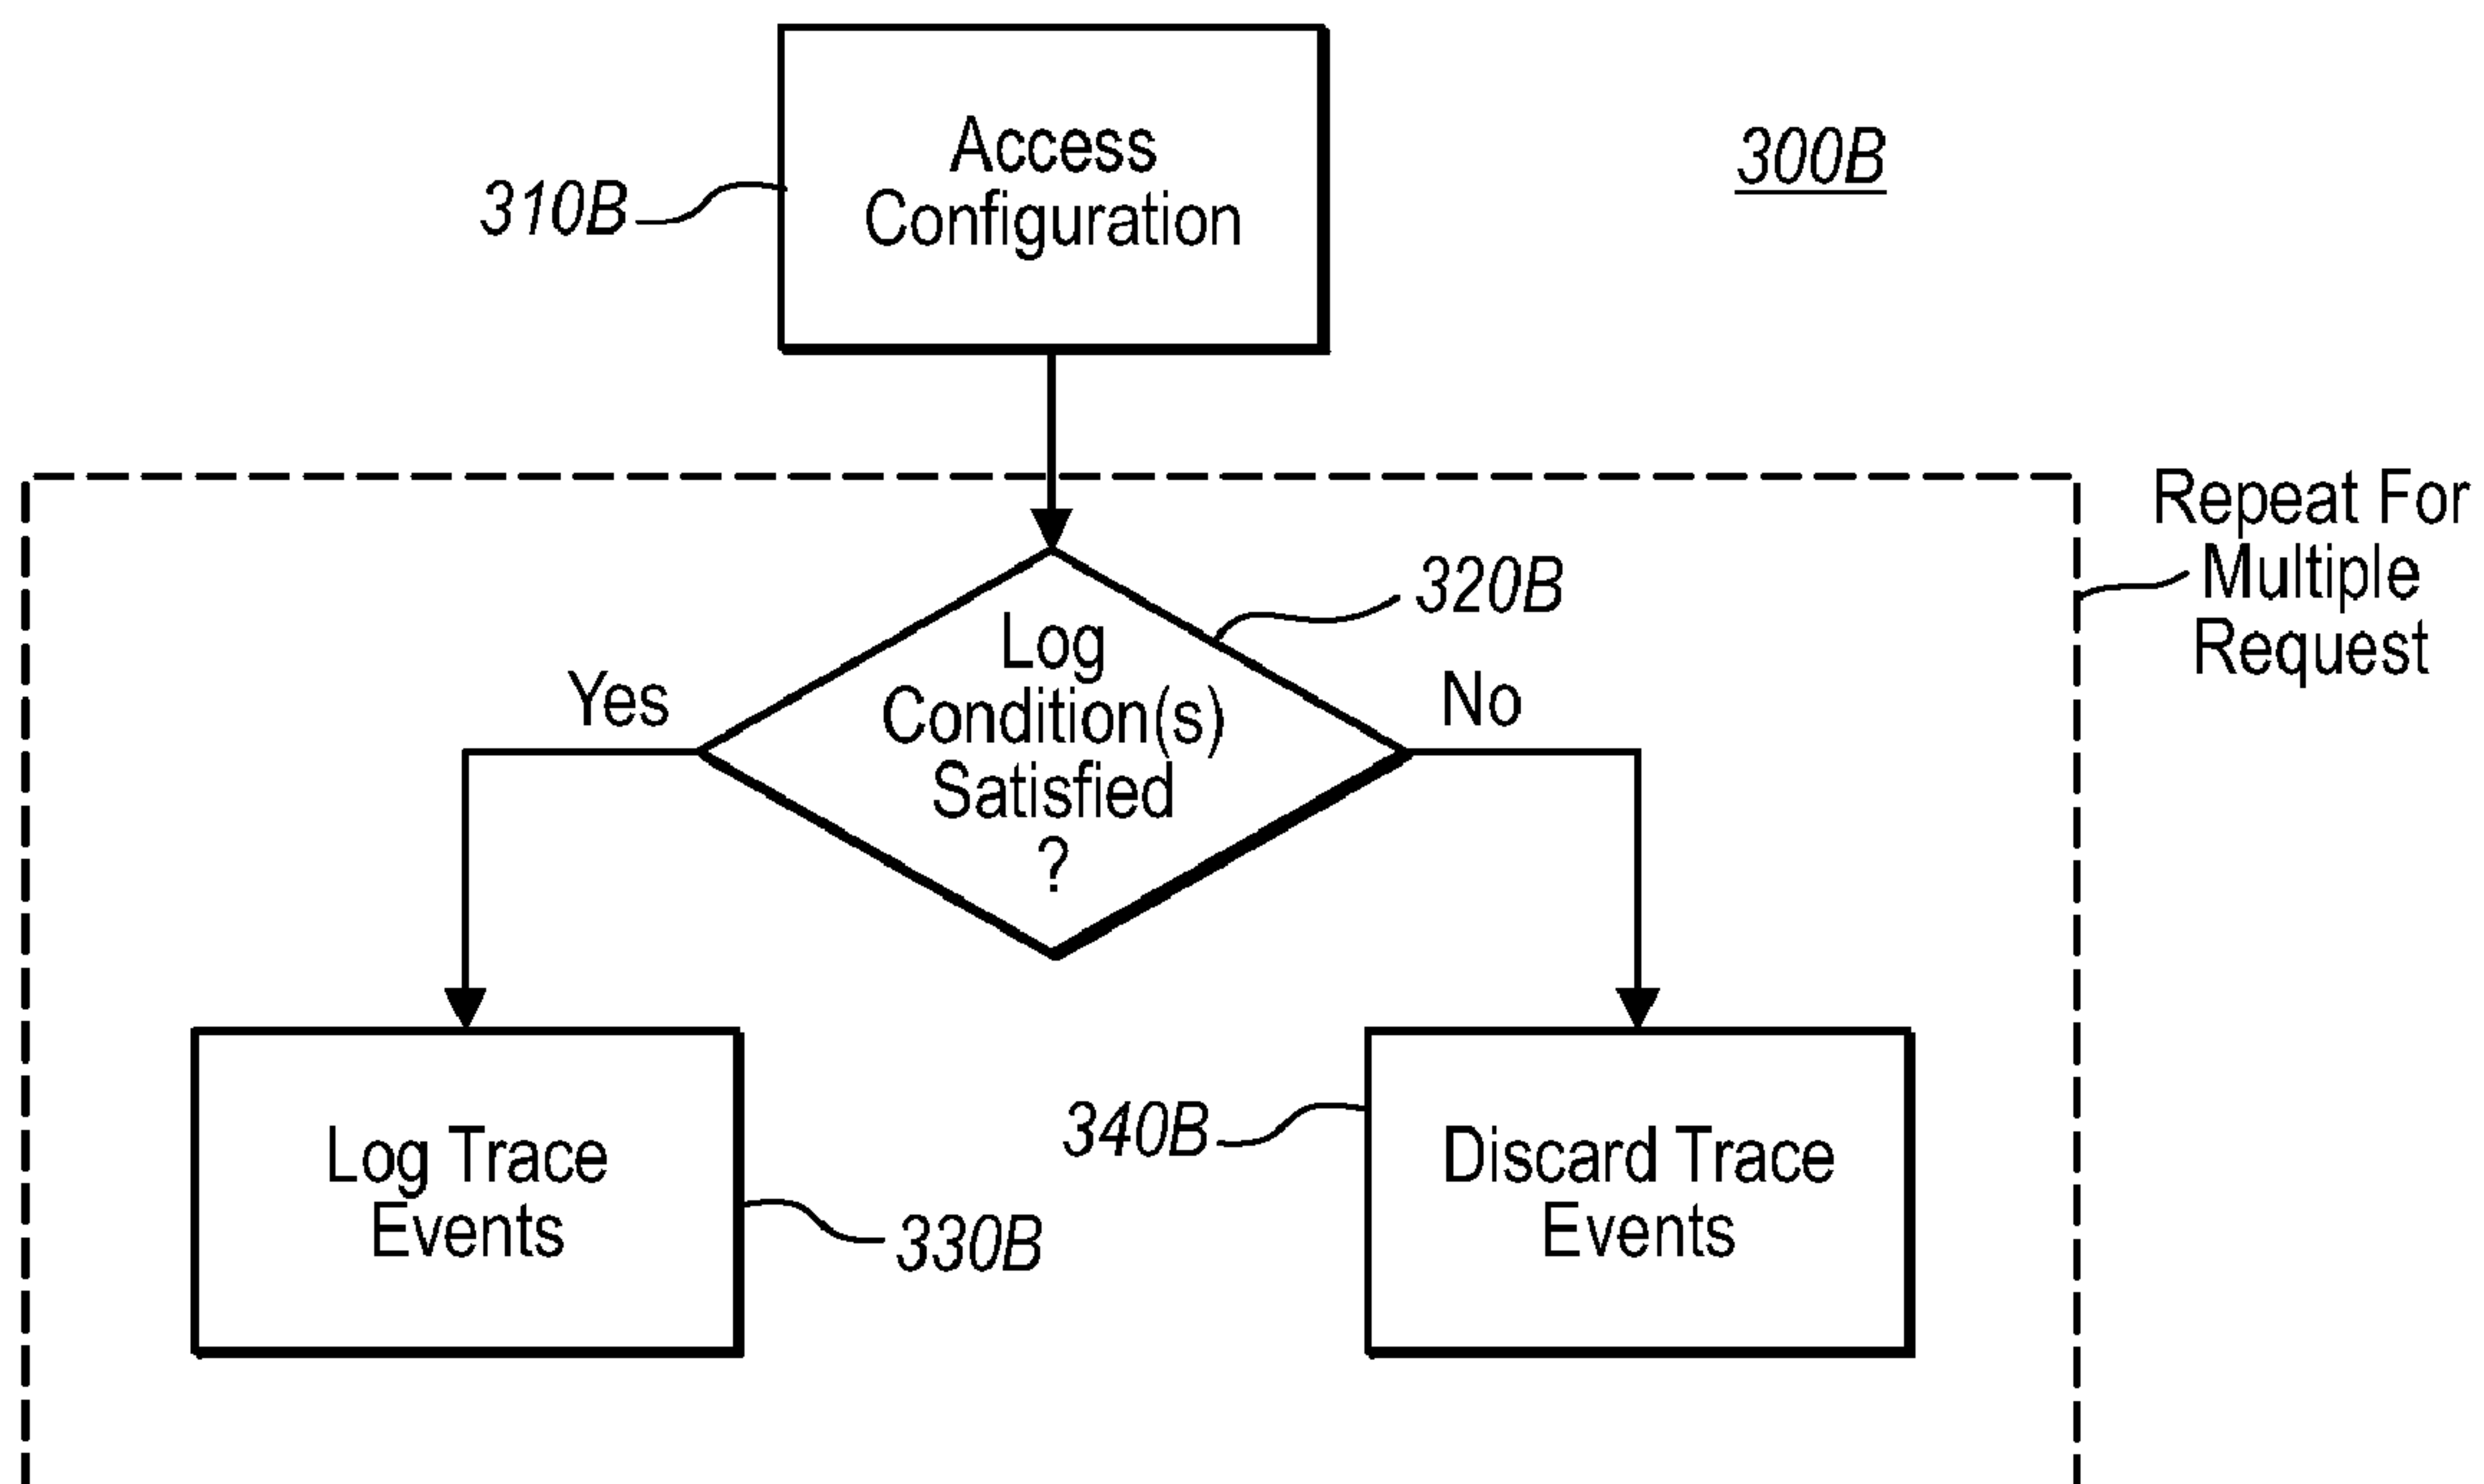 Access
Configuration
310B
300B
Repeat For
Multiple
Request
320B
Log
Condition(s)
Satisfied
?
Yes
No
Log Trace
Events
330B
340B
Discard Trace
Events